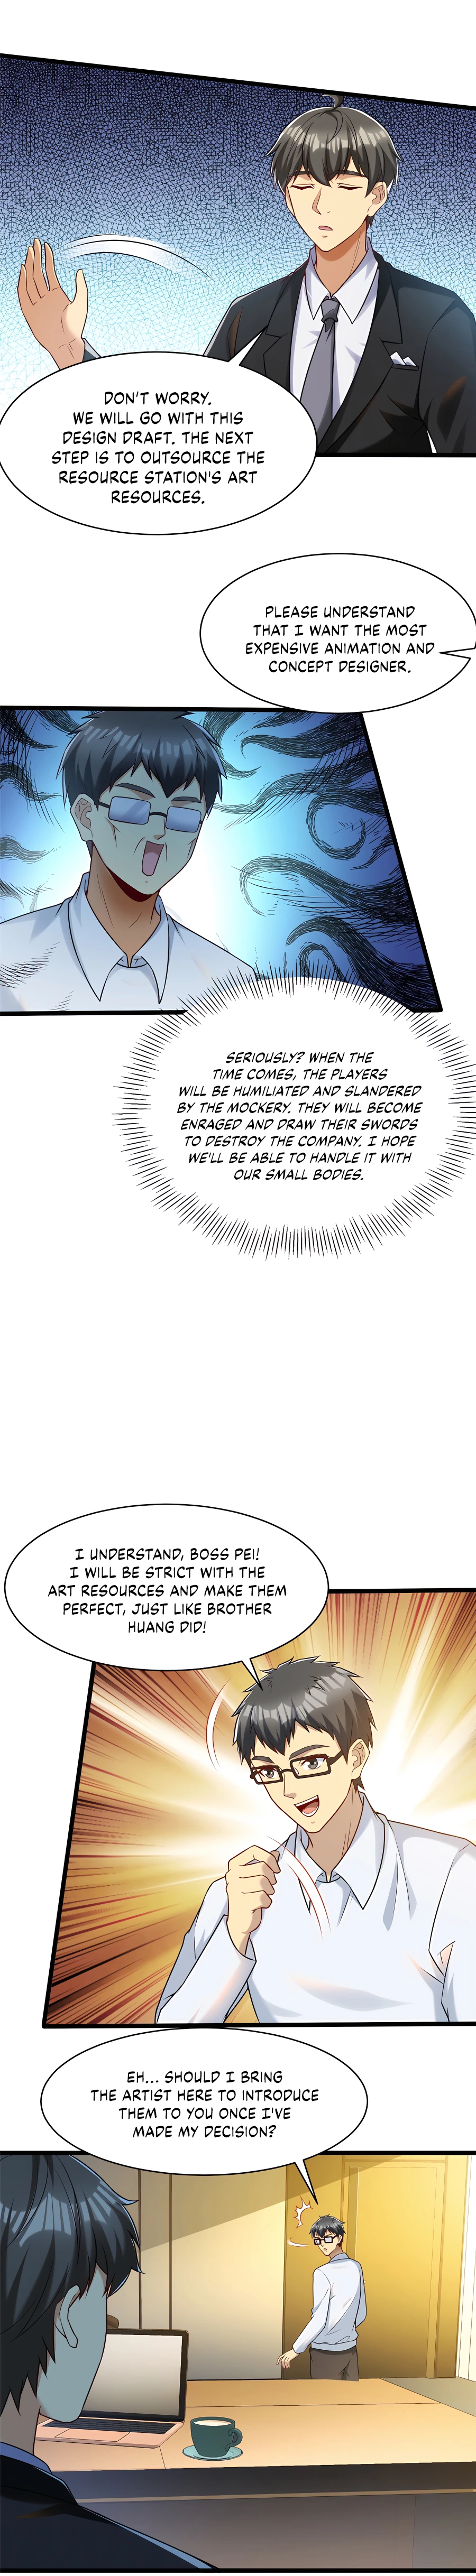 DON'T WORRY.
WE WILL GO WITH THIS
DESIGN DRAFT. THE NEXT
STEP IS TO OUTSOURCE THE
RESOURCE STATION'S ART
RESOURCES.
PLEASE UNDERSTAND
THAT I WANT THE MOST
EXPENSIVE ANIMATION AND
CONCEPT DESIGNER.
SERIOUSLY? WHEN THE
TIME COMES, THE PLAYERS
WILL BE HUMILIATED AND SLANDERED
BY THE MOCKERY. THEY WILL BECOME
ENRAGED AND DRAW THEIR SWORDS
TO DESTROY THE COMPANY. I HOPE
WE'LL BE ABLE TO HANDLE IT WITH
OUR SMALL BODIES.
I UNDERSTAND, BOSS PEI!
I WILL BE STRICT WITH THE
ART RESOURCES AND MAKE THEM
PERFECT, JUST LIKE BROTHER
HUANG DID!
EH... SHOULD I BRING
THE ARTIST HERE TO INTRODUCE
THEM TO YOU ONCE I'VE
MADE MY DECISION?